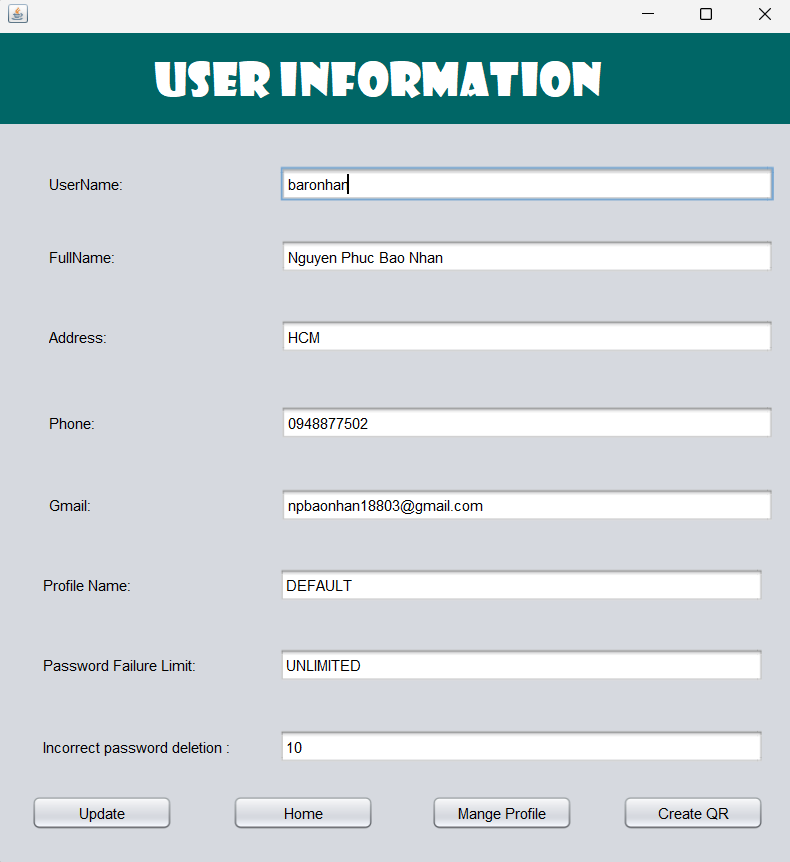 USER INFORMATION
UserName: baronhan
FullName: Nguyen Phuc Bao Nhan
Address: HCM
Phone: 0948877502
Gmail: npbaonhan18803@gmail.com
Profile Name: DEFAULT
Password Failure Limit: UNLIMITED
Incorrect password deletion : 10
Update Home Mange Profile Create QR